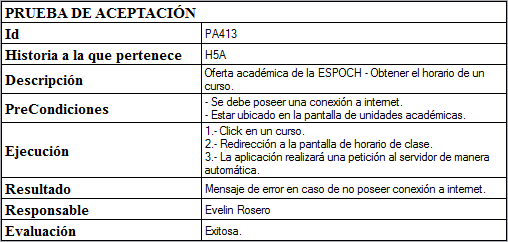 PRUEBA DE ACEPTACIÓN
Id PA413
Historia a la que pertenece H5A
Descripción Oferta académica de la ESPOCH - Obtener el horario de un
curso.
PreCondiciones - Se debe poseer una conexión a internet.
- Estar ubicado en la pantalla de unidades académicas.
Ejecución 1.- Click en un curso.
2.- Redirección a la pantalla de horario de clase.
3.- La aplicación realizará una petición al servidor de manera
automática.
Resultado Mensaje de error en caso de no poseer conexión a internet.
Responsable Evelin Rosero
Evaluación Exitosa.